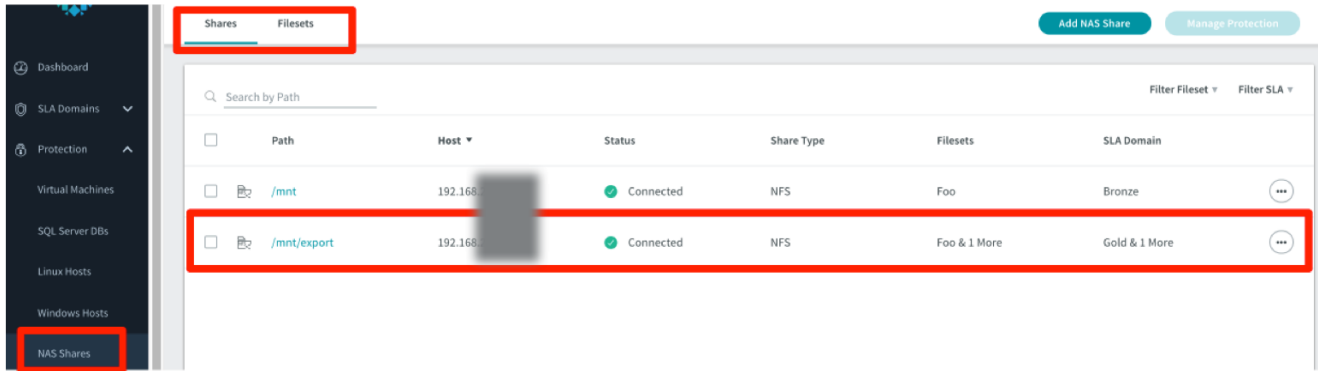 Shares Filesets Add NAS Share Manage Protection
Dashboard
Search by Path Filter Fileset Filter SLA
SLA Domains
Path Host Status Share Type Filesets SLA Domain
Protection
Virtual Machines /mnt 192.168. Connected NFS Foo Bronze
SQL Server DBs
/mnt/export 192.168. Connected NFS Foo & 1 More Gold & 1 More
Linux Hosts
Windows Hosts
NAS Shares